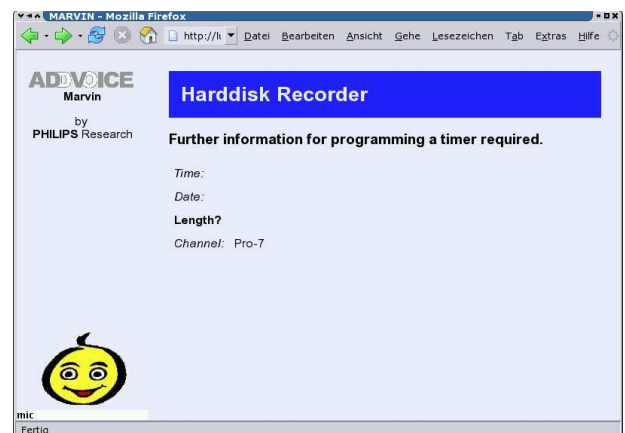 MARVIN - Mozilla Firefox
http://l Datei Bearbeiten Ansicht Gehe Lesezeichen Tab Extras Hilfe
ADDVOICE
Marvin
by
PHILIPS Research
Harddisk Recorder
Further information for programming a timer required.
Time:
Date:
Length?
Channel: Pro-7
mic
Fertig